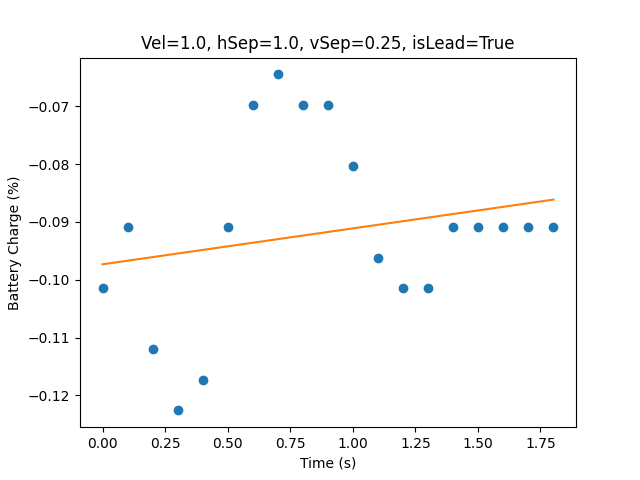 Vel=1.0, hSep=1.0, vSep=0.25, isLead=True
−0.07
−0.08
−0.09
−0.10
−0.11
−0.12
Battery Charge (%)
0.00 0.25 0.50 0.75 1.00 1.25 1.50 1.75
Time (s)